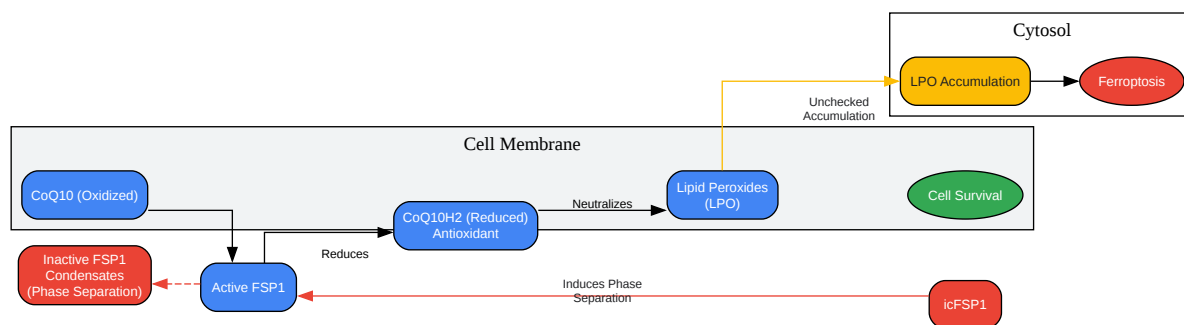 Cytosol
LPO Accumulation
Ferroptosis
Unchecked
Accumulation
Cell Membrane
CoQ10 (Oxidized)
Lipid Peroxides
(LPO)
Cell Survival
Neutralizes
CoQ10H2 (Reduced)
Antioxidant
Reduces
Inactive FSP1
Condensates
(Phase Separation)
Active FSP1
Induces Phase
Separation
icFSP1